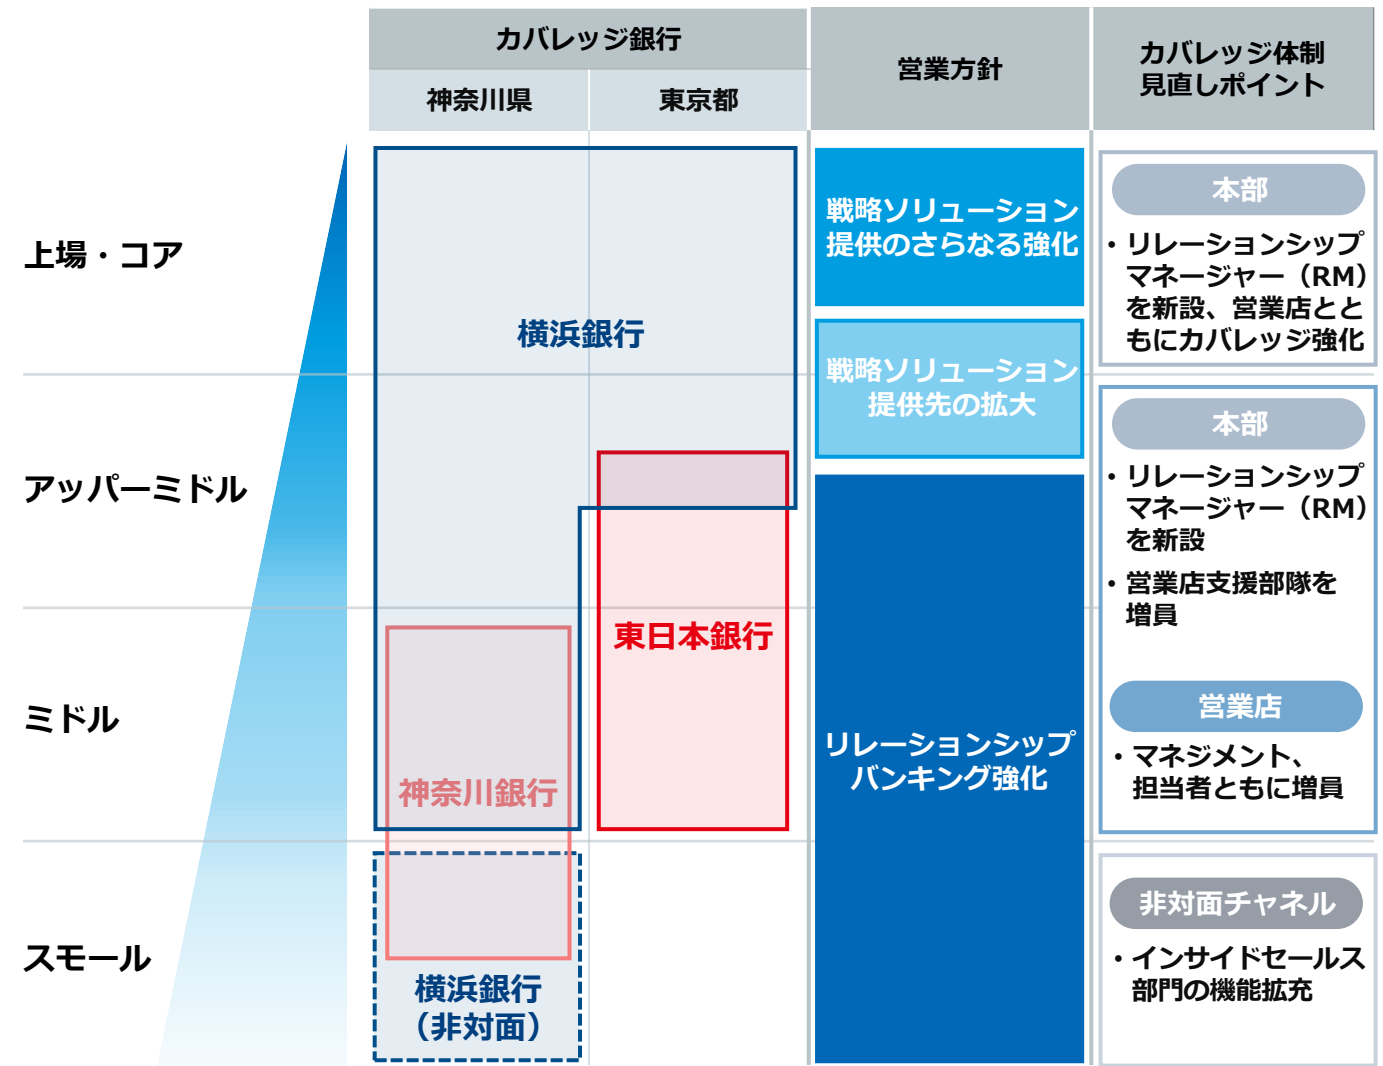 カバレッジ銀行
神奈川県
東京都
営業方針
カバレッジ体制
見直しポイント
上場・コア
横浜銀行
戦略ソリューション
提供のさらなる強化
戦略ソリューション
提供先の拡大
本部
・リレーションシップ
マネージャー（RM）
を新設、営業店とと
もにカバレッジ強化
アッパーミドル
東日本銀行
リレーションシップ
バンキング強化
本部
・リレーションシップ
マネージャー（RM）
を新設
・営業店支援部隊を
増員
ミドル
神奈川銀行
営業店
・マネジメント、
担当者ともに増員
スモール
横浜銀行
（非対面）
非対面チャネル
・インサイドセールス
部門の機能拡充